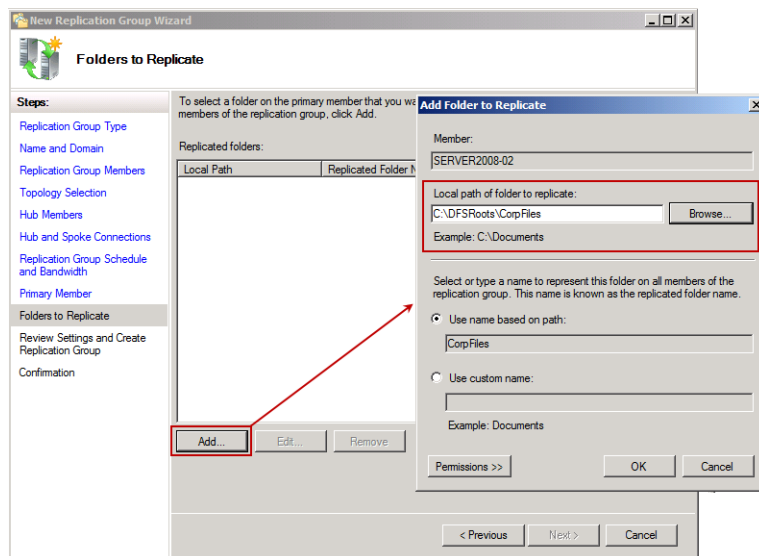 New Replication Group Wizard
Folders to Replicate
Steps:
Replication Group Type
Name and Domain
Replication Group Members
Topology Selection
Hub Members
Hub and Spoke Connections
Replication Group Schedule
and Bandwidth
Primary Member
Folders to Replicate
Review Settings and Create
Replication Group
Confirmation
To select a folder on the primary member that you wa
members of the replication group, click Add.
Replicated folders:
Local Path
Replicated Folder N
Add...
Edit...
Remove
< Previous
Next >
Cancel
Add Folder to Replicate
Member:
SERVER2008-02
Local path of folder to replicate:
C:\DFSRoots\CorpFiles
Browse...
Example: C:\Documents
Select or type a name to represent this folder on all members of the
replication group. This name is known as the replicated folder name.
Use name based on path:
CorpFiles
Use custom name:
Example: Documents
Permissions >>
OK
Cancel